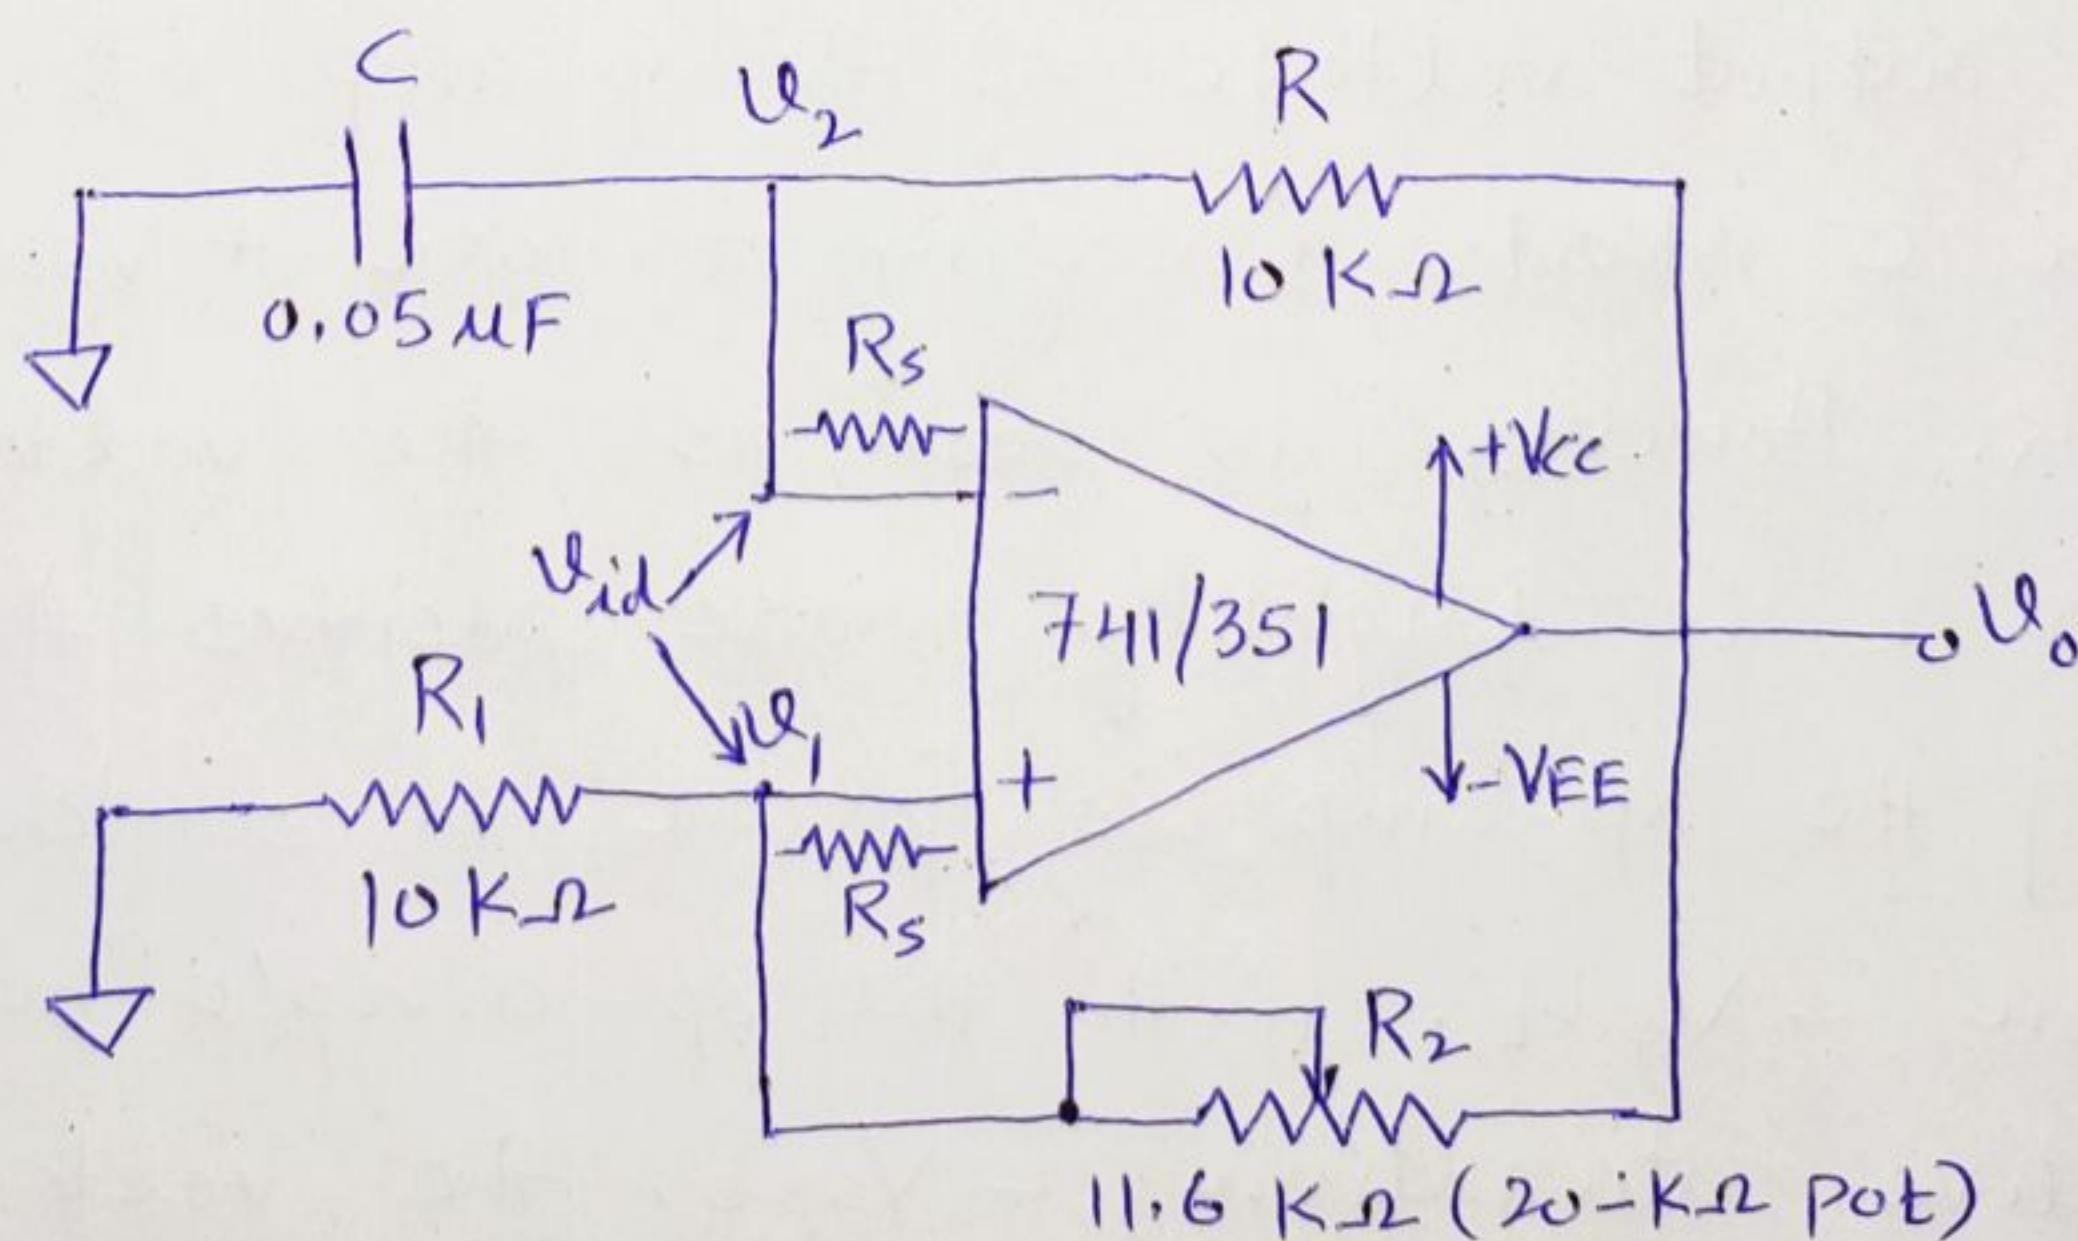 C
v₂
R
0.05 μF
10 KΩ
Rs
+Vcc
vid
741/351
vo
R₁
v₁
+
-VEE
10 KΩ
Rs
R₂
11.6 KΩ (20-KΩ pot)